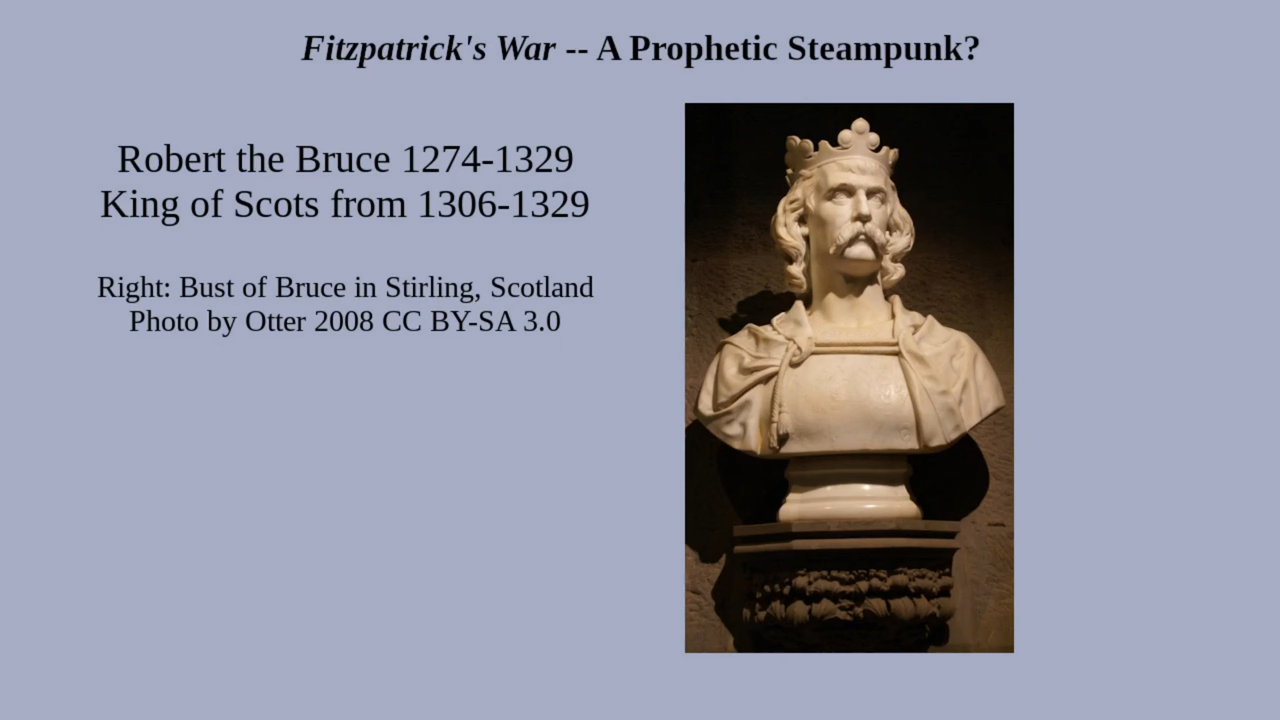 Fitzpatrick's War -- A Prophetic Steampunk?
Robert the Bruce 1274-1329
King of Scots from 1306-1329
Right: Bust of Bruce in Stirling, Scotland
Photo by Otter 2008 CC BY-SA 3.0